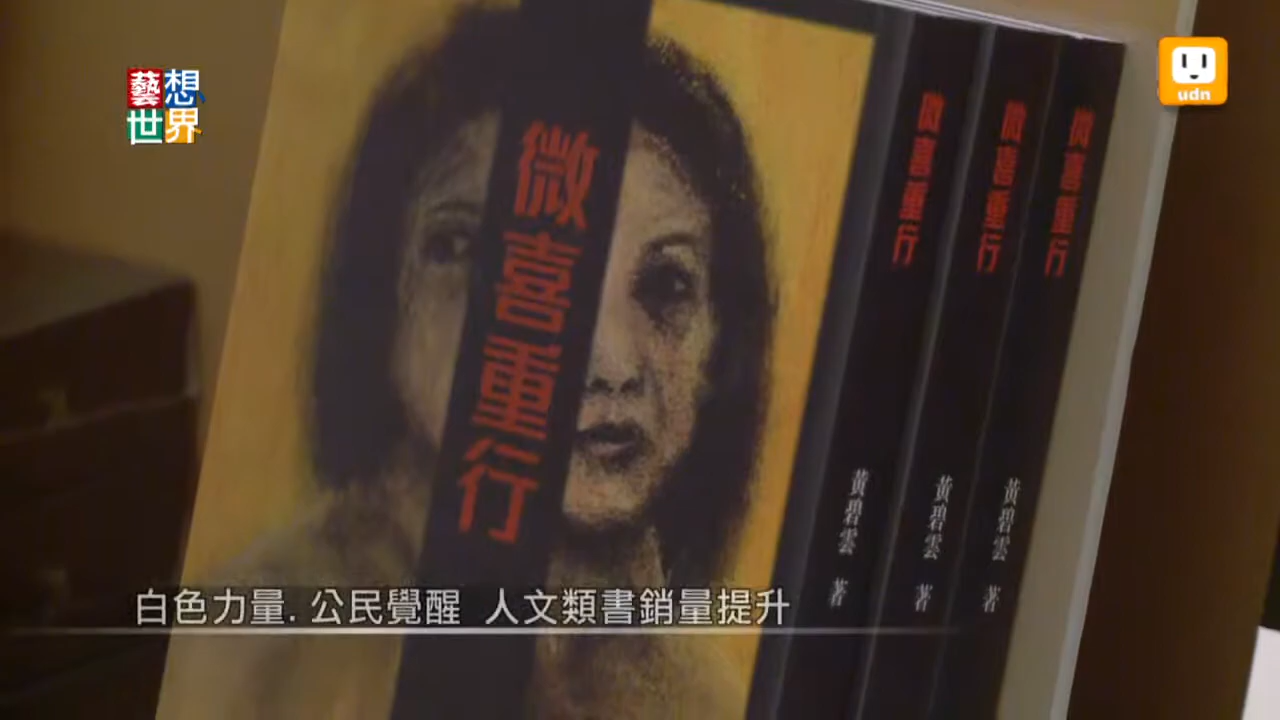 藝想
世界
udn
微喜重行
微喜重行
微喜重行
微喜重行
黃碧雲 著
黃碧雲 著
黃碧雲 著
白色力量. 公民覺醒 人文類書銷量提升